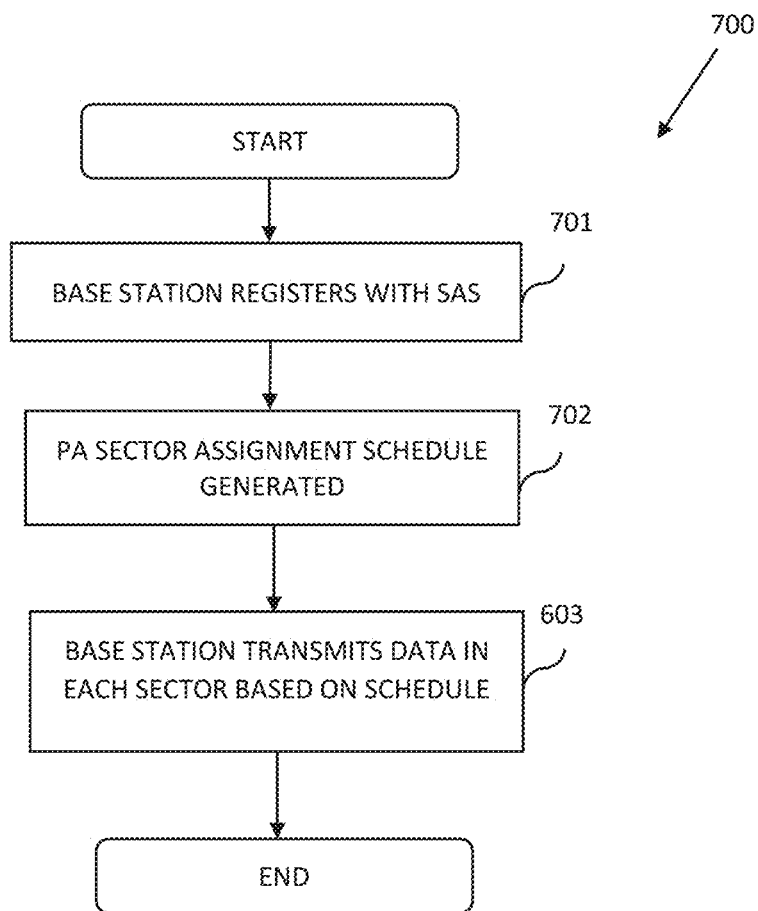 700
START
701
BASE STATION REGISTERS WITH SAS
702
PA SECTOR ASSIGNMENT SCHEDULE
GENERATED
603
BASE STATION TRANSMITS DATA IN
EACH SECTOR BASED ON SCHEDULE
END